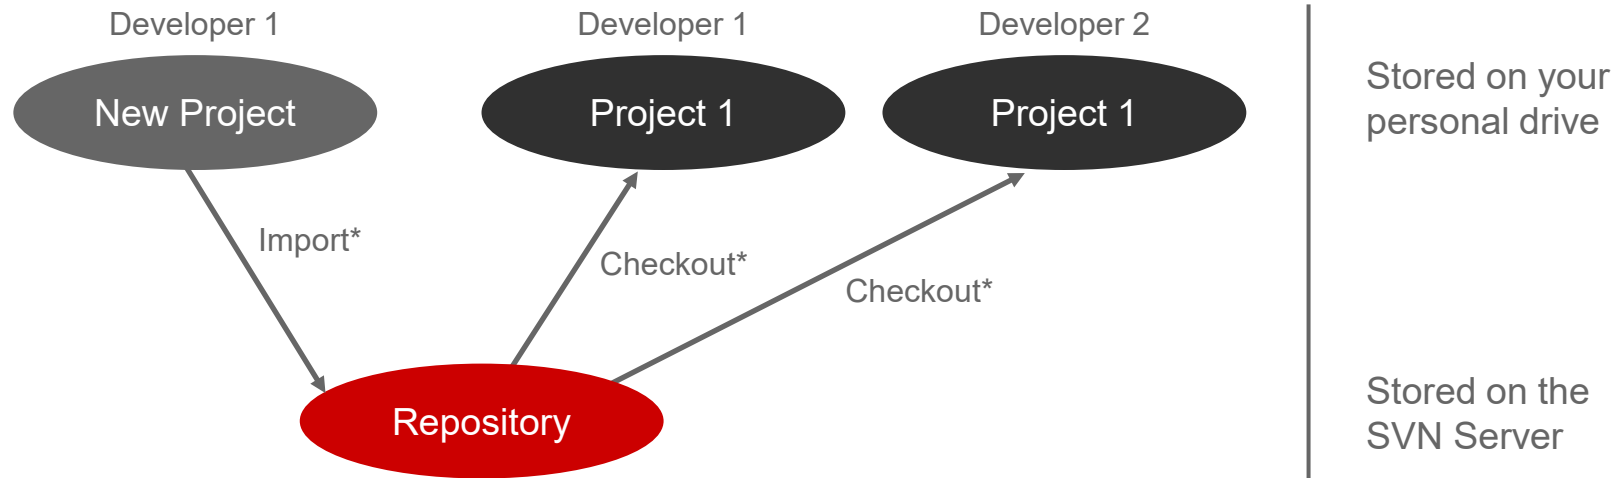 Developer 1
Developer 1
Developer 2
New Project
Project 1
Project 1
Stored on your
personal drive
Import*
Checkout*
Checkout*
Repository
Stored on the
SVN Server